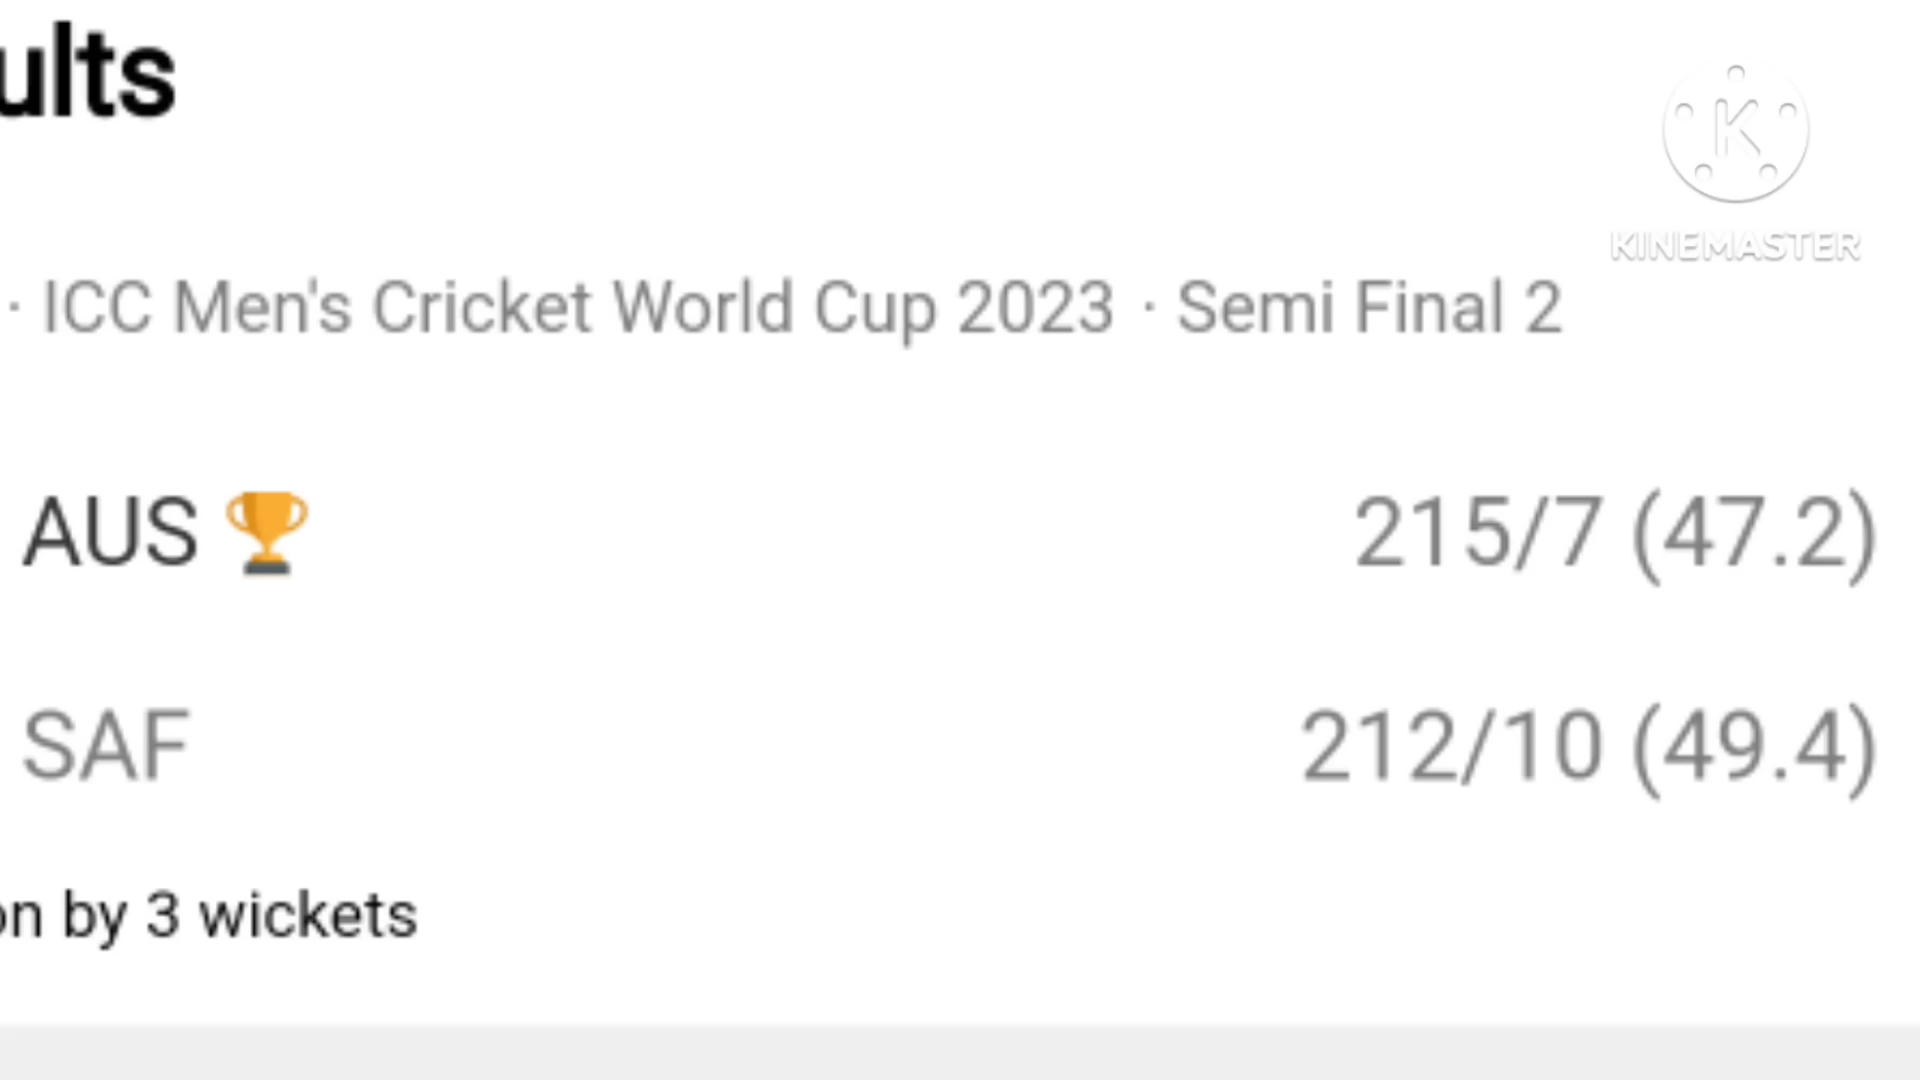 ults
K
KINEMASTER
· ICC Men's Cricket World Cup 2023 · Semi Final 2
AUS 🏆 215/7 (47.2)
SAF 212/10 (49.4)
on by 3 wickets